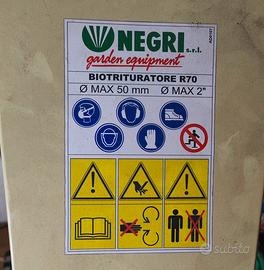 NEGRI s.r.l.
garden equipment
BIOTRITURATORE R70
Ø MAX 50 mm Ø MAX 2"
subito